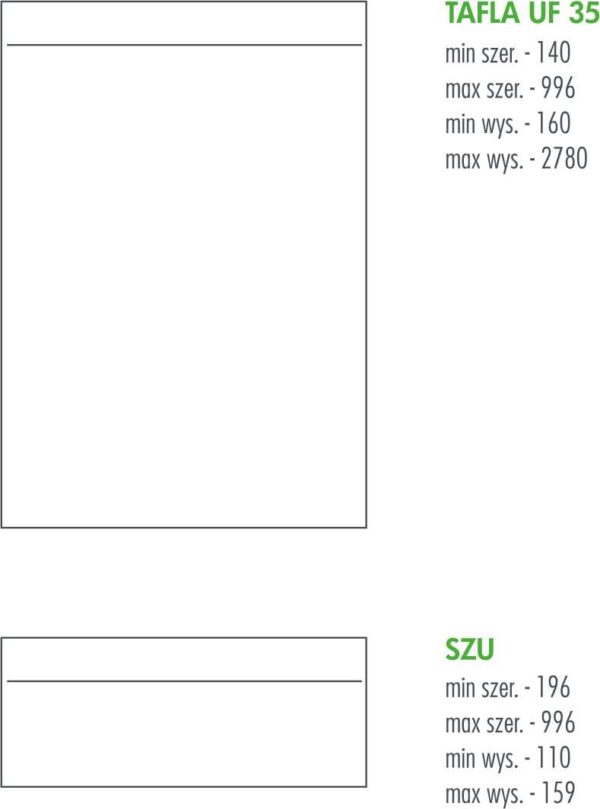 TAFLA UF 35
min szer. - 140
max szer. - 996
min wys. - 160
max wys. - 2780
SZU
min szer. - 196
max szer. - 996
min wys. - 110
max wys. - 159